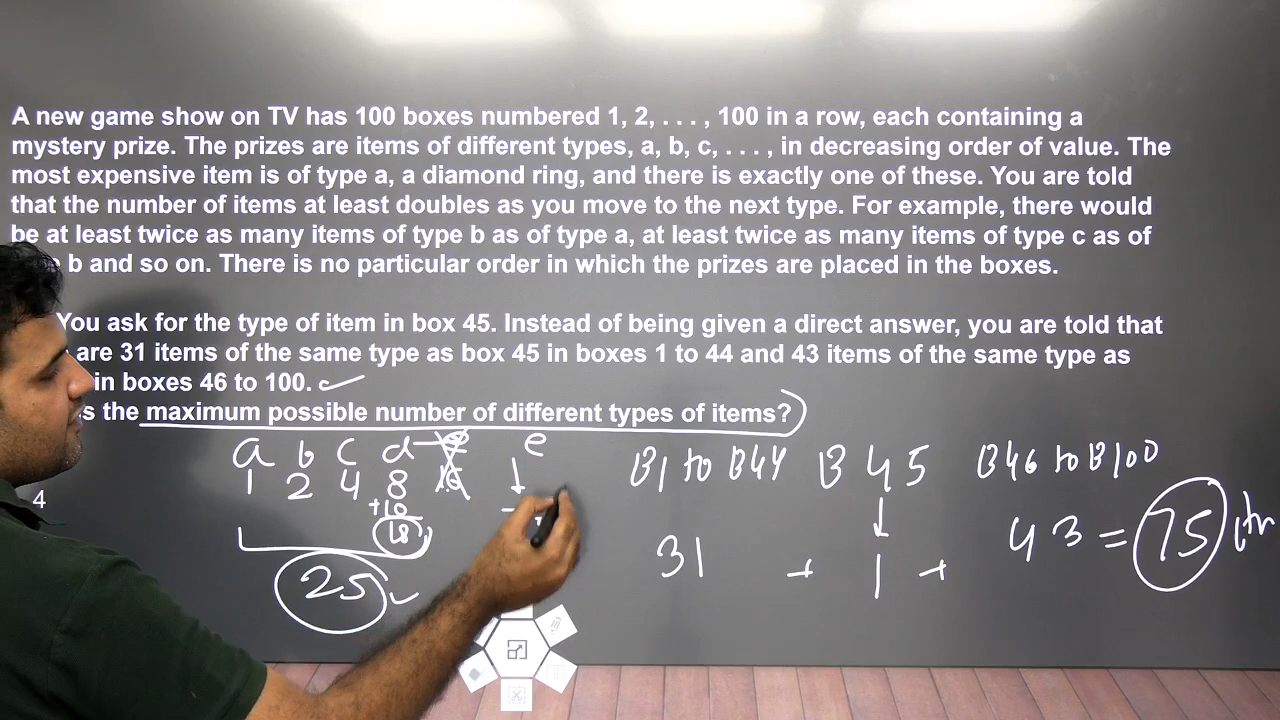 A new game show on TV has 100 boxes numbered 1, 2, . . . , 100 in a row, each containing a
mystery prize. The prizes are items of different types, a, b, c, . . . , in decreasing order of value. The
most expensive item is of type a, a diamond ring, and there is exactly one of these. You are told
that the number of items at least doubles as you move to the next type. For example, there would
be at least twice as many items of type b as of type a, at least twice as many items of type c as of
b and so on. There is no particular order in which the prizes are placed in the boxes.
You ask for the type of item in box 45. Instead of being given a direct answer, you are told that
are 31 items of the same type as box 45 in boxes 1 to 44 and 43 items of the same type as
in boxes 46 to 100.
s the maximum possible number of different types of items?
a b c d e
1 2 4 8 16
+10
18
25
B1 to B44 B45 B46 to B100
31 + 1 + 43 = 75
4